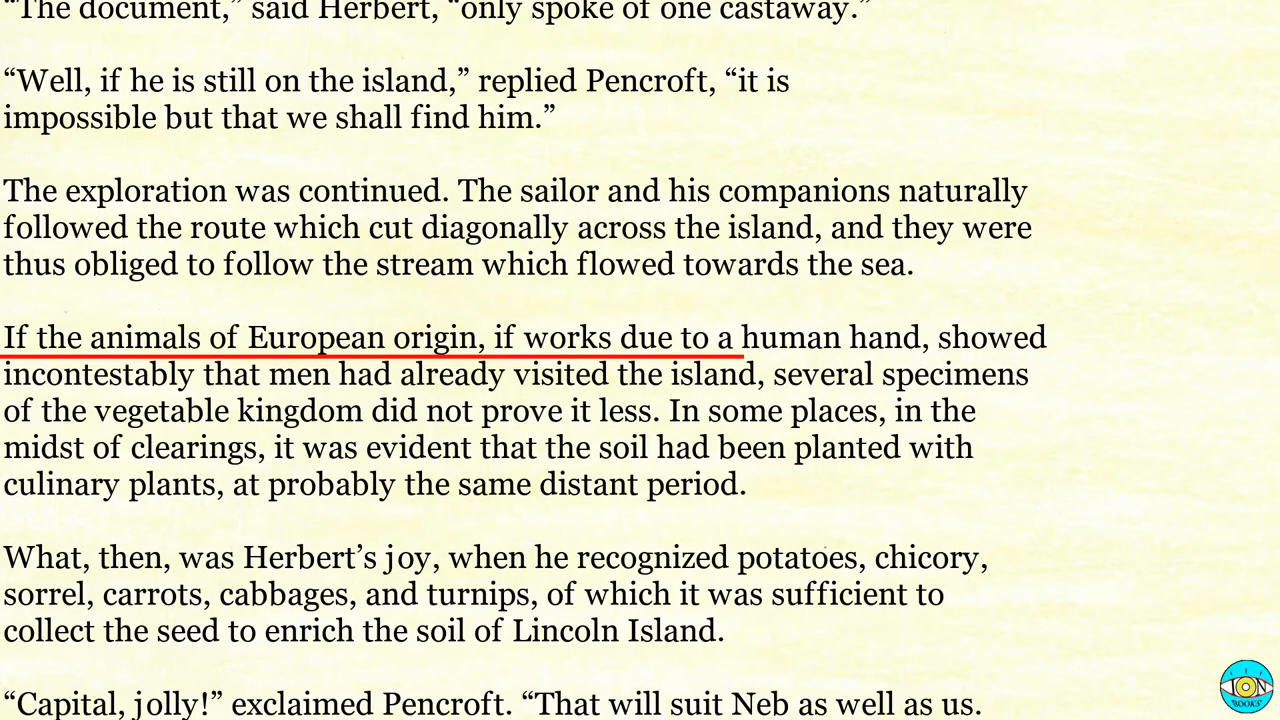 “The document,” said Herbert, “only spoke of one castaway.”
“Well, if he is still on the island,” replied Pencroft, “it is
impossible but that we shall find him.”
The exploration was continued. The sailor and his companions naturally
followed the route which cut diagonally across the island, and they were
thus obliged to follow the stream which flowed towards the sea.
If the animals of European origin, if works due to a human hand, showed
incontestably that men had already visited the island, several specimens
of the vegetable kingdom did not prove it less. In some places, in the
midst of clearings, it was evident that the soil had been planted with
culinary plants, at probably the same distant period.
What, then, was Herbert’s joy, when he recognized potatoes, chicory,
sorrel, carrots, cabbages, and turnips, of which it was sufficient to
collect the seed to enrich the soil of Lincoln Island.
“Capital, jolly!” exclaimed Pencroft. “That will suit Neb as well as us.
ION
BOOKS